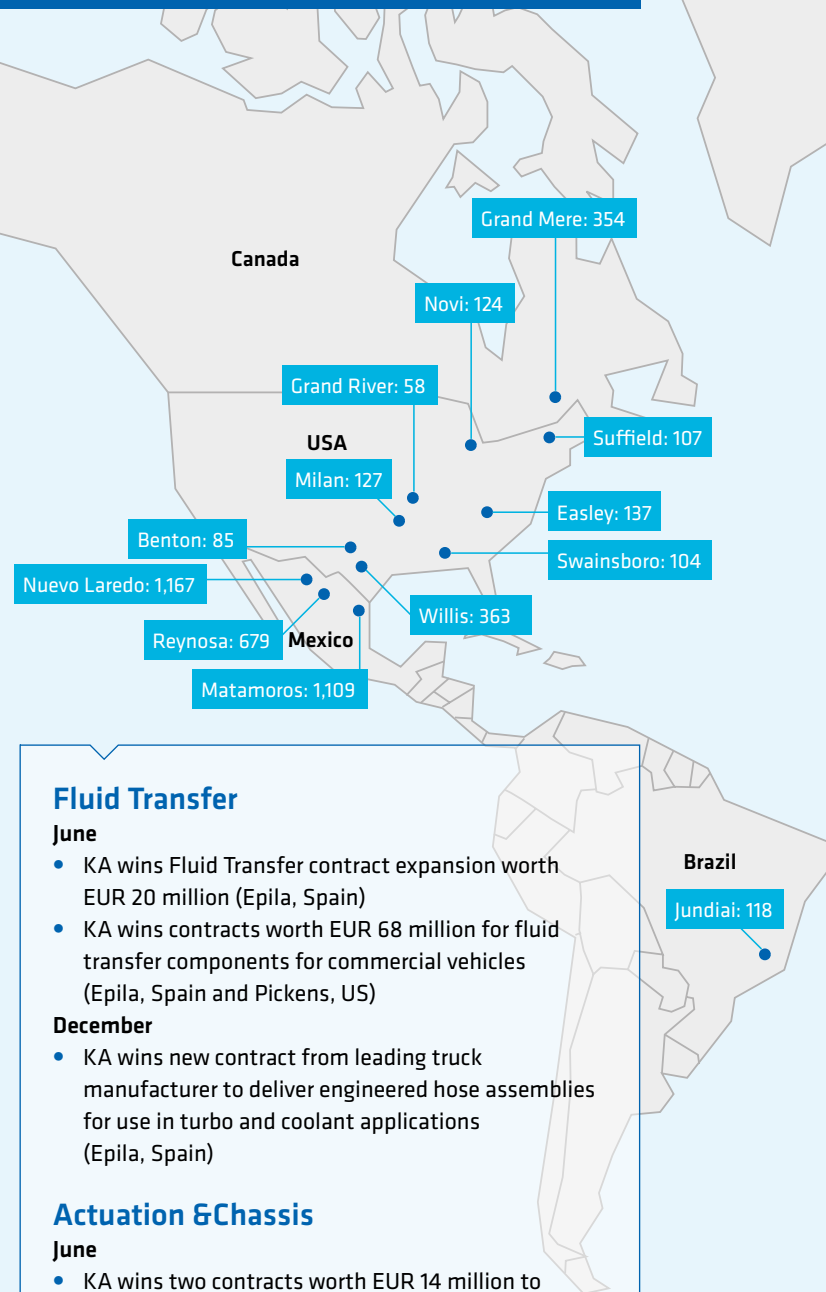 Grand Mere: 354
Canada
Novi: 124
Grand River: 58
Suffield: 107
USA
Milan: 127
Easley: 137
Benton: 85
Swainsboro: 104
Nuevo Laredo: 1,167
Willis: 363
Reynosa: 679
Mexico
Matamoros: 1,109
Brazil
Jundiai: 118
Fluid Transfer
June
• KA wins Fluid Transfer contract expansion worth
EUR 20 million (Epila, Spain)
• KA wins contracts worth EUR 68 million for fluid
transfer components for commercial vehicles
(Epila, Spain and Pickens, US)
December
• KA wins new contract from leading truck
manufacturer to deliver engineered hose assemblies
for use in turbo and coolant applications
(Epila, Spain)
Actuation &Chassis
June
• KA wins two contracts worth EUR 14 million to